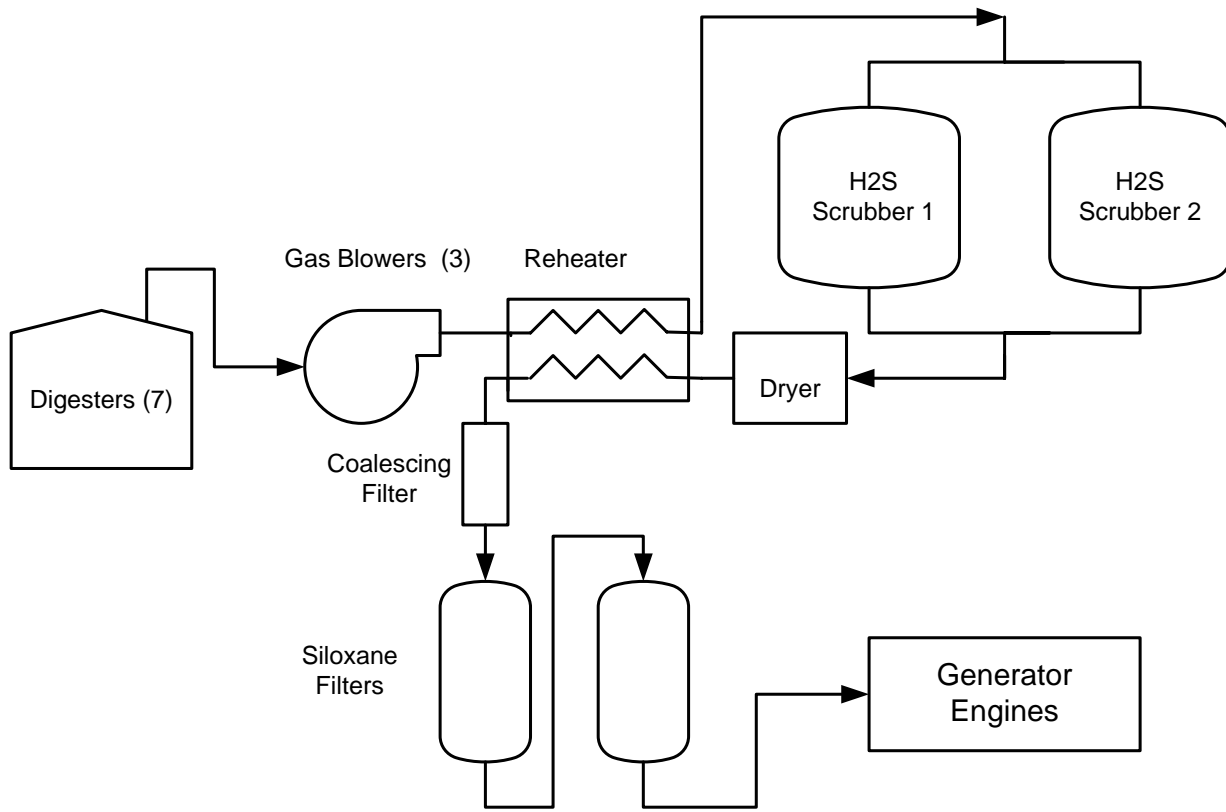 H2S
Scrubber 1
H2S
Scrubber 2
Gas Blowers  (3)
Reheater
Digesters (7)
Dryer
Coalescing
Filter
Siloxane
Filters
Generator
Engines